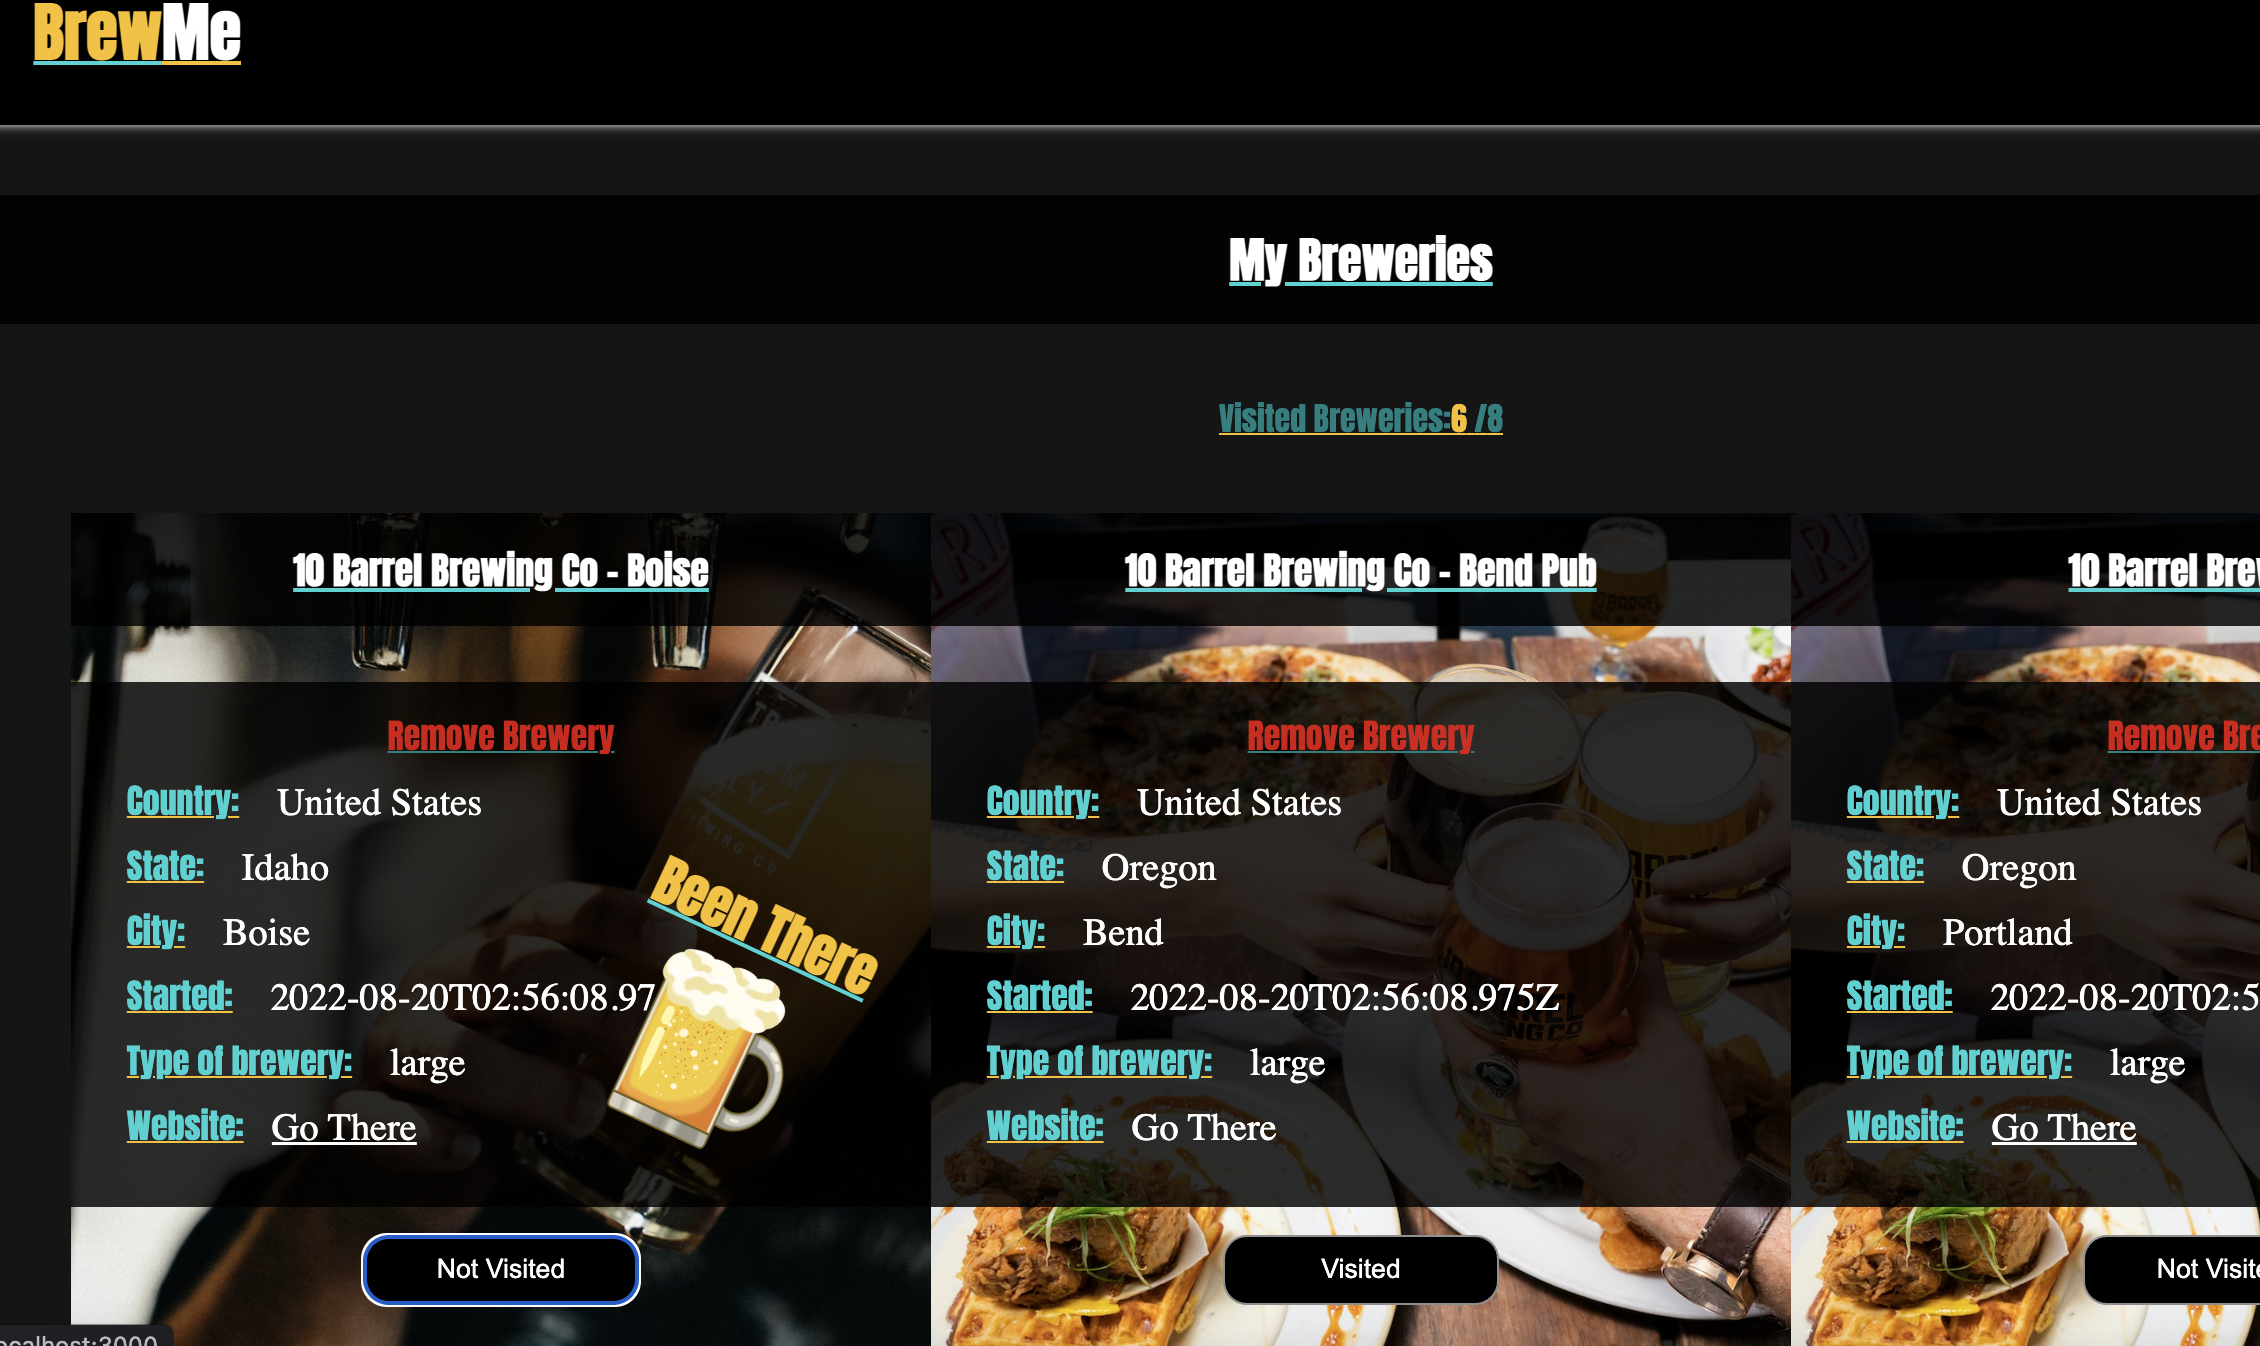 BrewMe
My Breweries
Visited Breweries:6 /8
10 Barrel Brewing Co - Boise
Remove Brewery
Country: United States
State: Idaho
City: Boise
Started: 2022-08-20T02:56:08.97
Type of brewery: large
Website: Go There
Been There
Not Visited
10 Barrel Brewing Co - Bend Pub
Remove Brewery
Country: United States
State: Oregon
City: Bend
Started: 2022-08-20T02:56:08.975Z
Type of brewery: large
Website: Go There
Visited
10 Barrel Brew
Remove Bre
Country: United States
State: Oregon
City: Portland
Started: 2022-08-20T02:5
Type of brewery: large
Website: Go There
Not Visite
ocalhost:3000